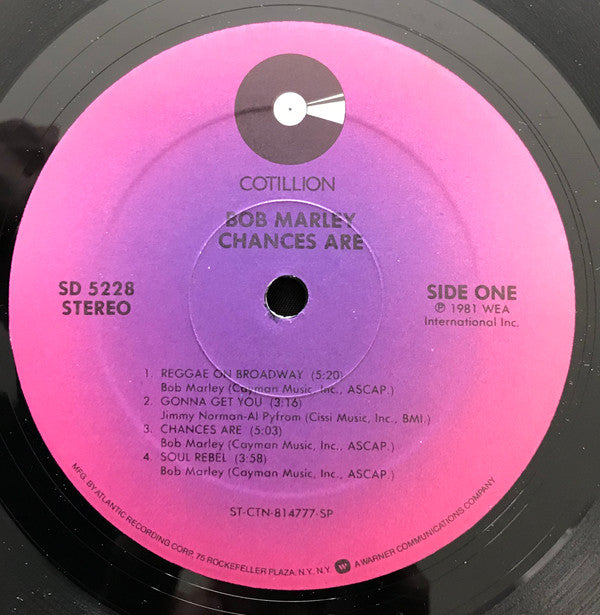 COTILLION
BOB MARLEY
CHANCES ARE
SD 5228
STEREO
SIDE ONE
℗ 1981 WEA
International Inc.
1. REGGAE ON BROADWAY (5:20)
Bob Marley (Cayman Music, Inc., ASCAP.)
2. GONNA GET YOU (3:16)
Jimmy Norman-Al Pyfrom (Cissi Music, Inc., BMI.)
3. CHANCES ARE (5:03)
Bob Marley (Cayman Music, Inc., ASCAP.)
4. SOUL REBEL (3:58)
Bob Marley (Cayman Music, Inc., ASCAP.)
ST-CTN-814777-SP
MFG. BY ATLANTIC RECORDING CORP. 75 ROCKEFELLER PLAZA, N.Y. N.Y. A WARNER COMMUNICATIONS COMPANY